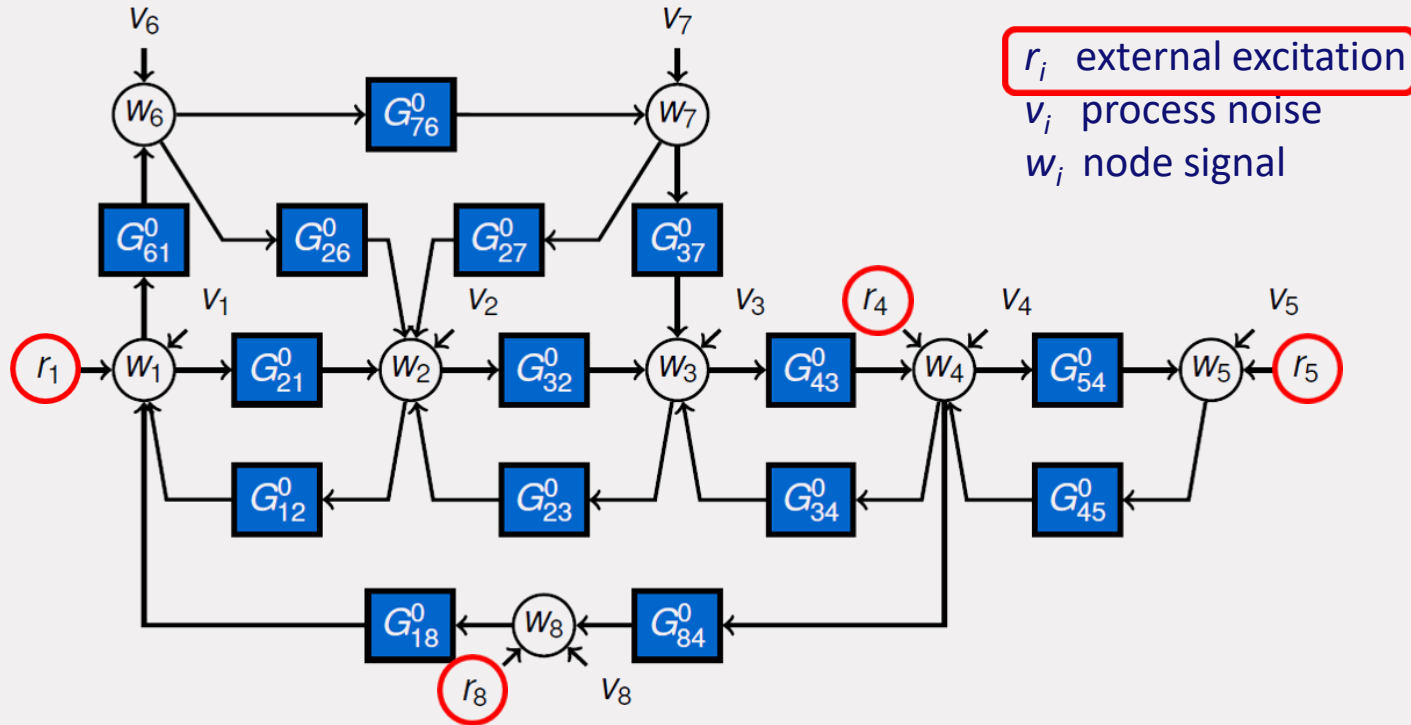 v6
v7
ri external excitation
vi process noise
wi node signal
w6
G⁰76
w7
G⁰61
G⁰26
G⁰27
G⁰37
v1
v2
v3
r4
v4
v5
r1
w1
G⁰21
w2
G⁰32
w3
G⁰43
w4
G⁰54
w5
r5
G⁰12
G⁰23
G⁰34
G⁰45
G⁰18
w8
G⁰84
r8
v8